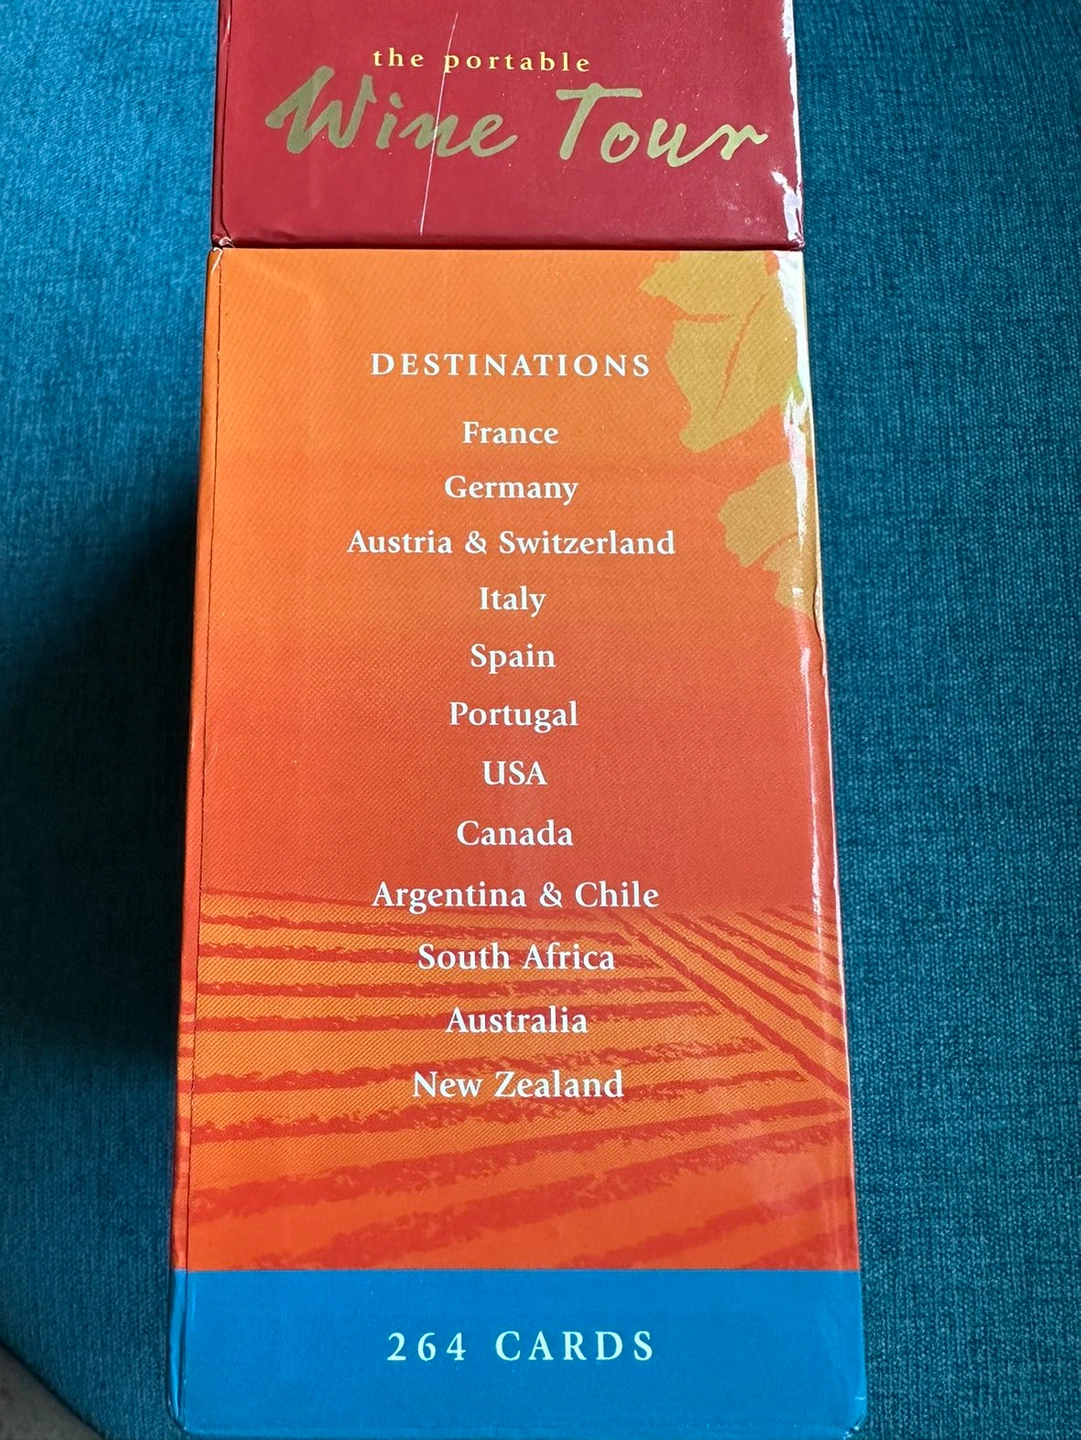 the portable
Wine Tour
DESTINATIONS
France
Germany
Austria & Switzerland
Italy
Spain
Portugal
USA
Canada
Argentina & Chile
South Africa
Australia
New Zealand
264 CARDS